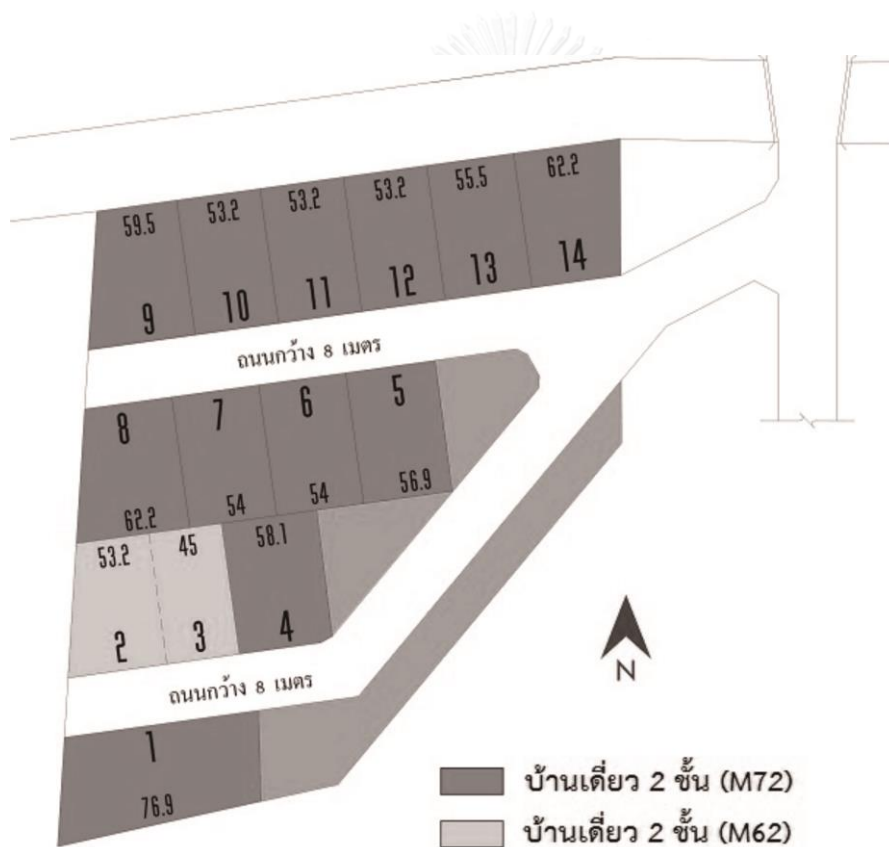 59.5 53.2 53.2 53.2 55.5 62.2
9 10 11 12 13 14
ถนนกว้าง 8 เมตร
8 7 6 5
62.2 54 54 56.9
53.2 45 58.1
2 3 4
ถนนกว้าง 8 เมตร
1
76.9
N
บ้านเดี่ยว 2 ชั้น (M72)
บ้านเดี่ยว 2 ชั้น (M62)